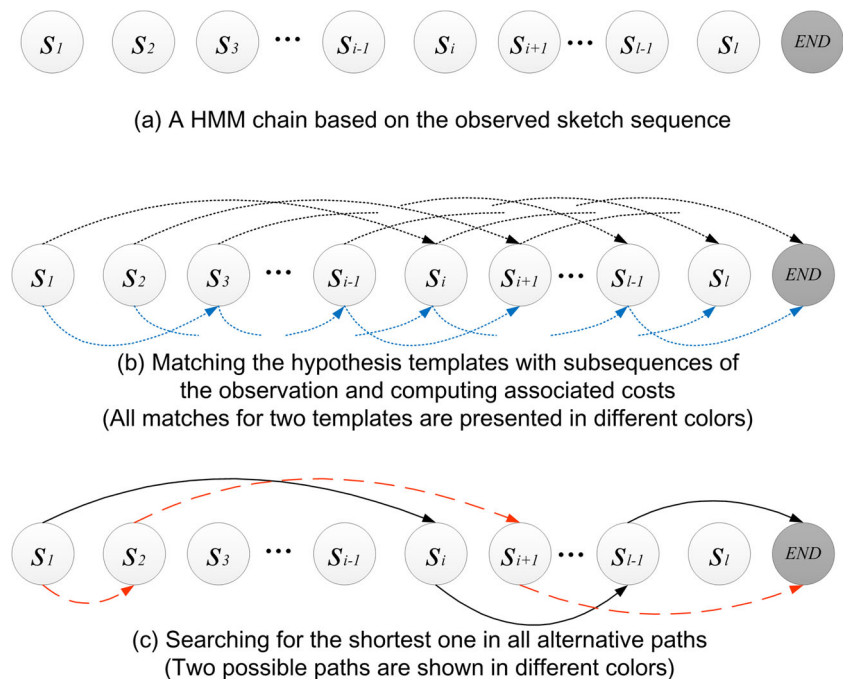 S1 S2 S3 ••• Si-1 Si Si+1 ••• Sl-1 Sl END
(a) A HMM chain based on the observed sketch sequence
S1 S2 S3 ••• Si-1 Si Si+1 ••• Sl-1 Sl END
(b) Matching the hypothesis templates with subsequences of
the observation and computing associated costs
(All matches for two templates are presented in different colors)
S1 S2 S3 ••• Si-1 Si Si+1 ••• Sl-1 Sl END
(c) Searching for the shortest one in all alternative paths
(Two possible paths are shown in different colors)